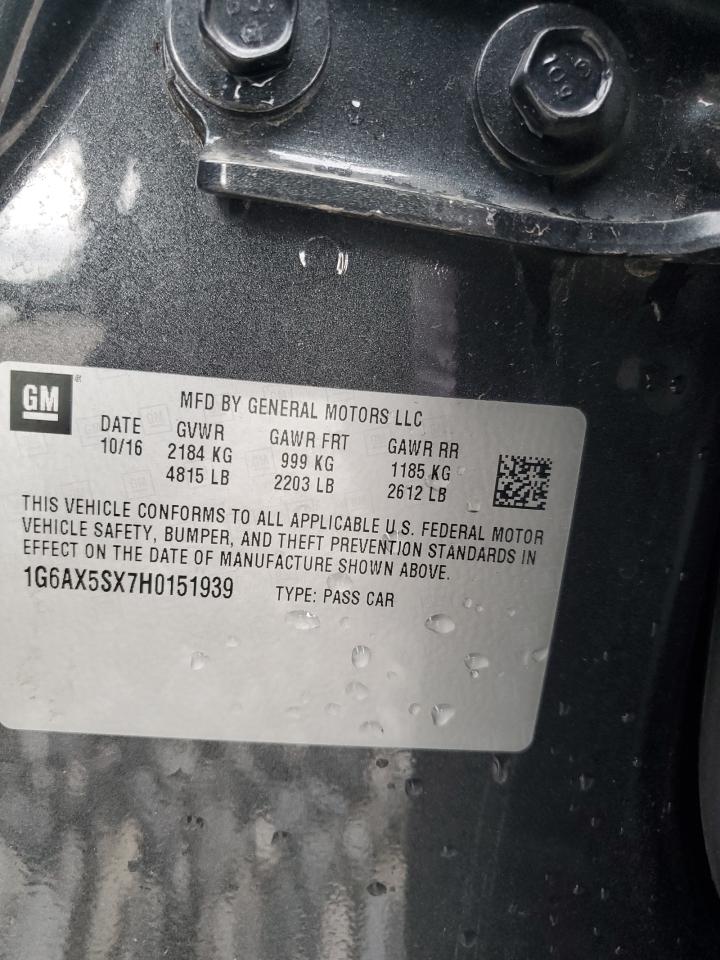 10.9
GM
MFD BY GENERAL MOTORS LLC
DATE GVWR GAWR FRT GAWR RR
10/16 2184 KG 999 KG 1185 KG
4815 LB 2203 LB 2612 LB
THIS VEHICLE CONFORMS TO ALL APPLICABLE U.S. FEDERAL MOTOR
VEHICLE SAFETY, BUMPER, AND THEFT PREVENTION STANDARDS IN
EFFECT ON THE DATE OF MANUFACTURE SHOWN ABOVE.
1G6AX5SX7H0151939 TYPE: PASS CAR